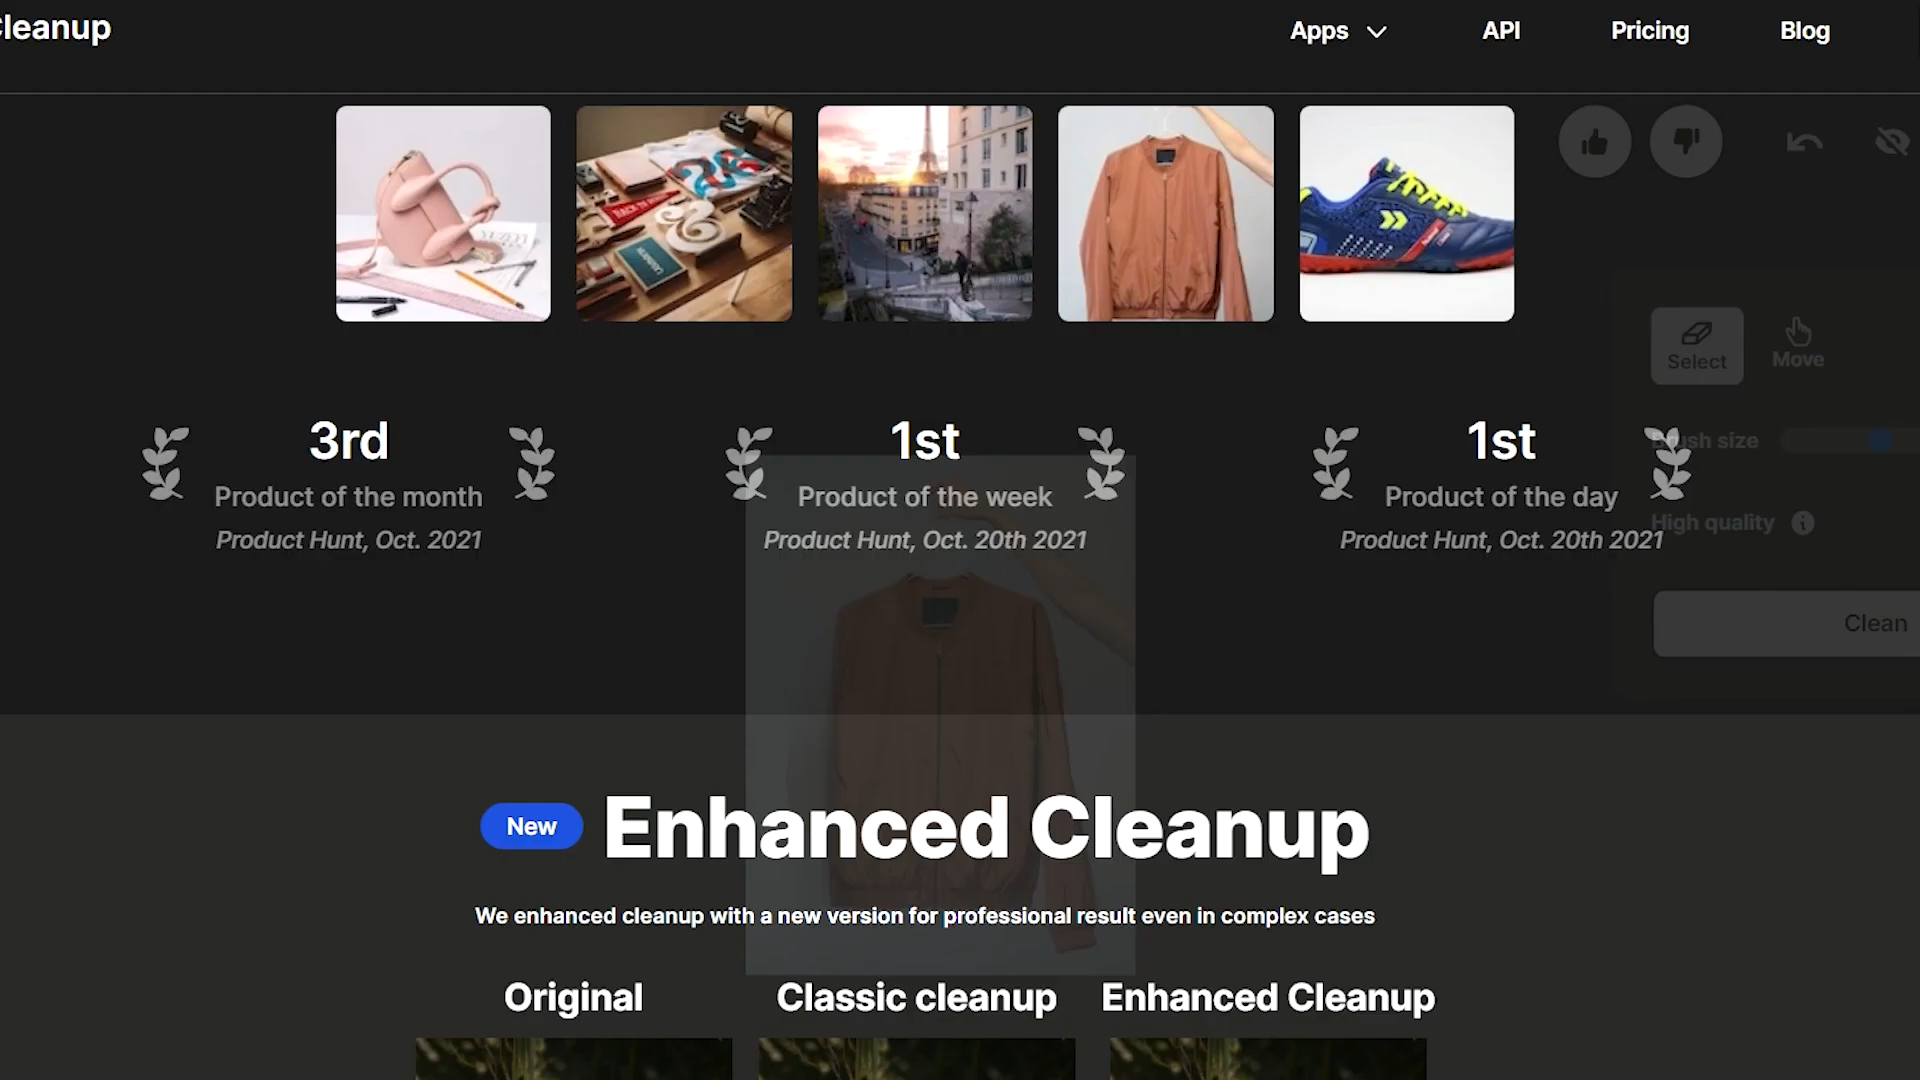 Cleanup
Apps
API
Pricing
Blog
Select
Move
3rd
Product of the month
Product Hunt, Oct. 2021
1st
Product of the week
Product Hunt, Oct. 20th 2021
1st
Product of the day
Product Hunt, Oct. 20th 2021
Brush size
High quality
Clean
New
Enhanced Cleanup
We enhanced cleanup with a new version for professional result even in complex cases
Original
Classic cleanup
Enhanced Cleanup